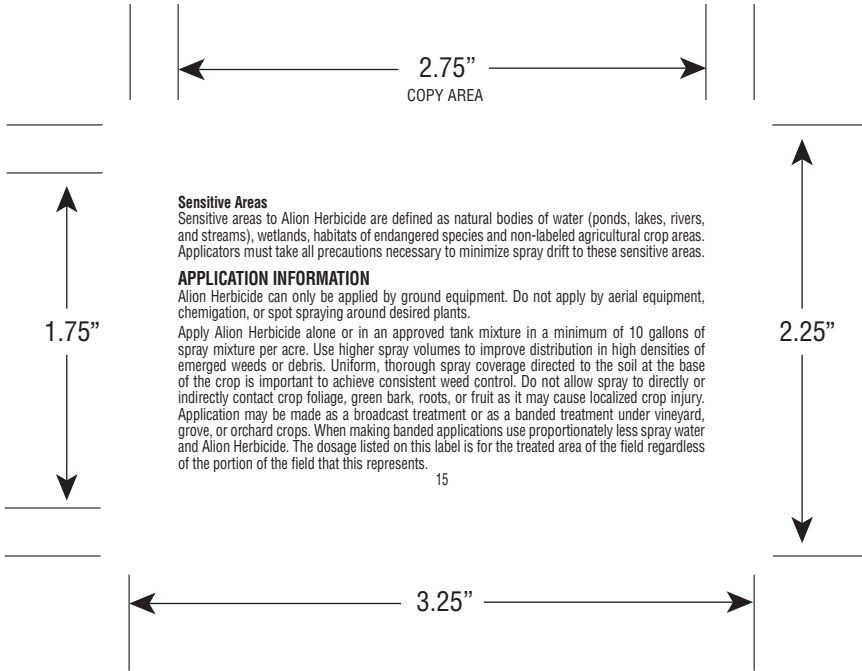 2.75”
COPY AREA
Sensitive Areas
Sensitive areas to Alion Herbicide are defined as natural bodies of water (ponds, lakes, rivers,
and streams), wetlands, habitats of endangered species and non-labeled agricultural crop areas.
Applicators must take all precautions necessary to minimize spray drift to these sensitive areas.
APPLICATION INFORMATION
Alion Herbicide can only be applied by ground equipment. Do not apply by aerial equipment,
chemigation, or spot spraying around desired plants.
1.75”
2.25”
Apply Alion Herbicide alone or in an approved tank mixture in a minimum of 10 gallons of
spray mixture per acre. Use higher spray volumes to improve distribution in high densities of
emerged weeds or debris. Uniform, thorough spray coverage directed to the soil at the base
of the crop is important to achieve consistent weed control. Do not allow spray to directly or
indirectly contact crop foliage, green bark, roots, or fruit as it may cause localized crop injury.
Application may be made as a broadcast treatment or as a banded treatment under vineyard,
grove, or orchard crops. When making banded applications use proportionately less spray water
and Alion Herbicide. The dosage listed on this label is for the treated area of the field regardless
of the portion of the field that this represents.
15
3.25”